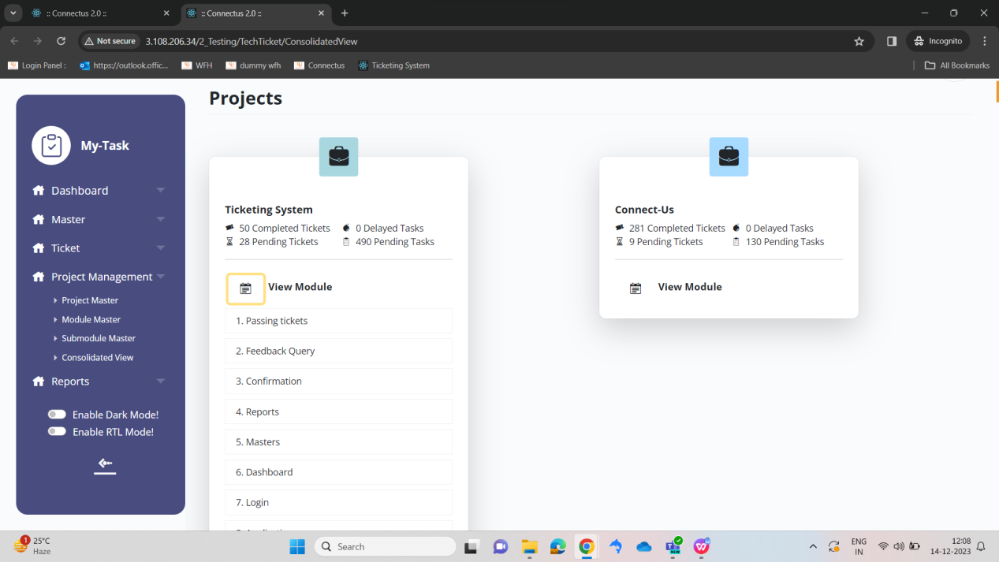 :: Connectus 2.0 ::
:: Connectus 2.0 ::
Not secure
3.108.206.34/2_Testing/TechTicket/ConsolidatedView
Incognito
Login Panel :
https://outlook.offic...
WFH
dummy wfh
Connectus
Ticketing System
All Bookmarks
My-Task
Dashboard
Master
Ticket
Project Management
Project Master
Module Master
Submodule Master
Consolidated View
Reports
Enable Dark Mode!
Enable RTL Mode!
Projects
Ticketing System
50 Completed Tickets
0 Delayed Tasks
28 Pending Tickets
490 Pending Tasks
View Module
1. Passing tickets
2. Feedback Query
3. Confirmation
4. Reports
5. Masters
6. Dashboard
7. Login
Connect-Us
281 Completed Tickets
0 Delayed Tasks
9 Pending Tickets
130 Pending Tasks
View Module
1
25°C
Haze
Search
NEW
ENG
IN
12:08
14-12-2023